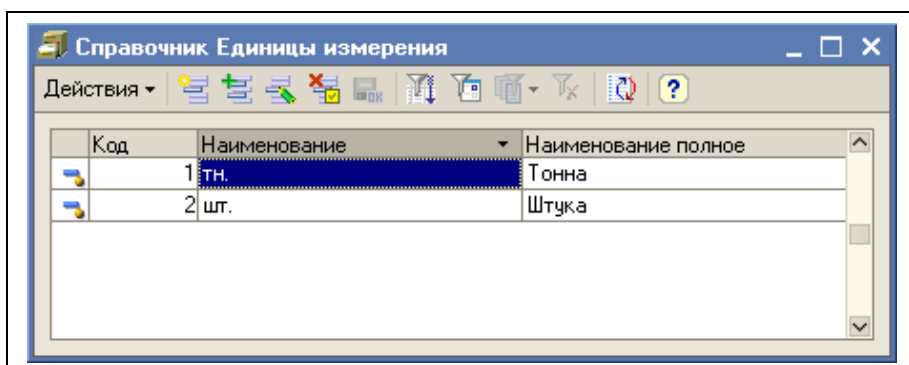 Справочник Единицы измерения
Действия
Код Наименование Наименование полное
1 тн. Тонна
2 шт. Штука